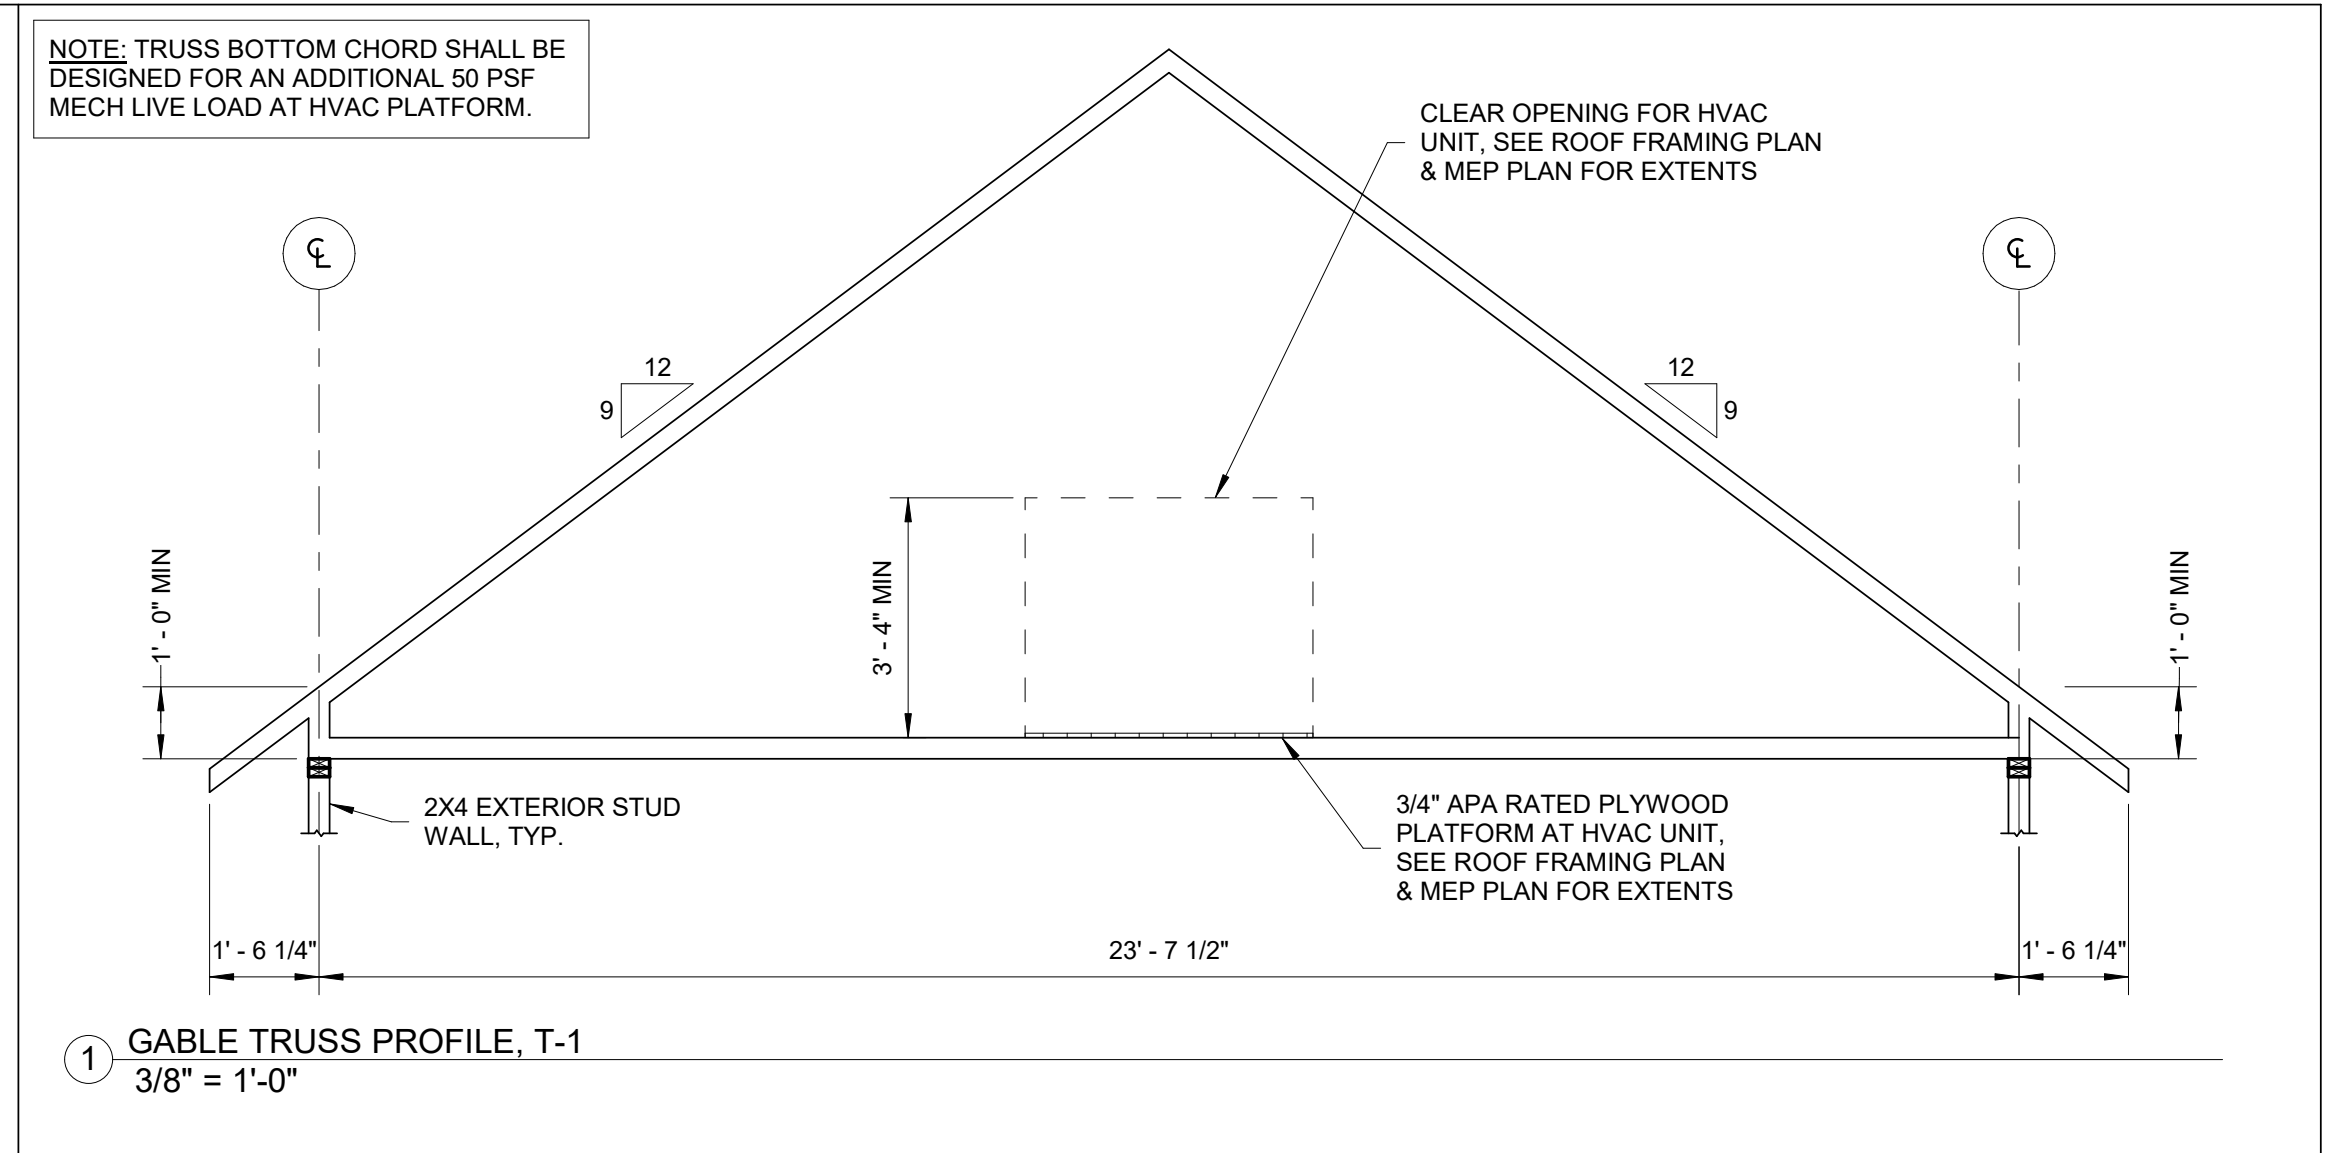 NOTE: TRUSS BOTTOM CHORD SHALL BE
DESIGNED FOR AN ADDITIONAL 50 PSF
MECH LIVE LOAD AT HVAC PLATFORM.
CLEAR OPENING FOR HVAC
UNIT, SEE ROOF FRAMING PLAN
& MEP PLAN FOR EXTENTS
℄
℄
12
9
12
9
1' - 0" MIN
3' - 4" MIN
1' - 0" MIN
2X4 EXTERIOR STUD
WALL, TYP.
3/4" APA RATED PLYWOOD
PLATFORM AT HVAC UNIT,
SEE ROOF FRAMING PLAN
& MEP PLAN FOR EXTENTS
1' - 6 1/4"
23' - 7 1/2"
1' - 6 1/4"
1
GABLE TRUSS PROFILE, T-1
3/8" = 1'-0"